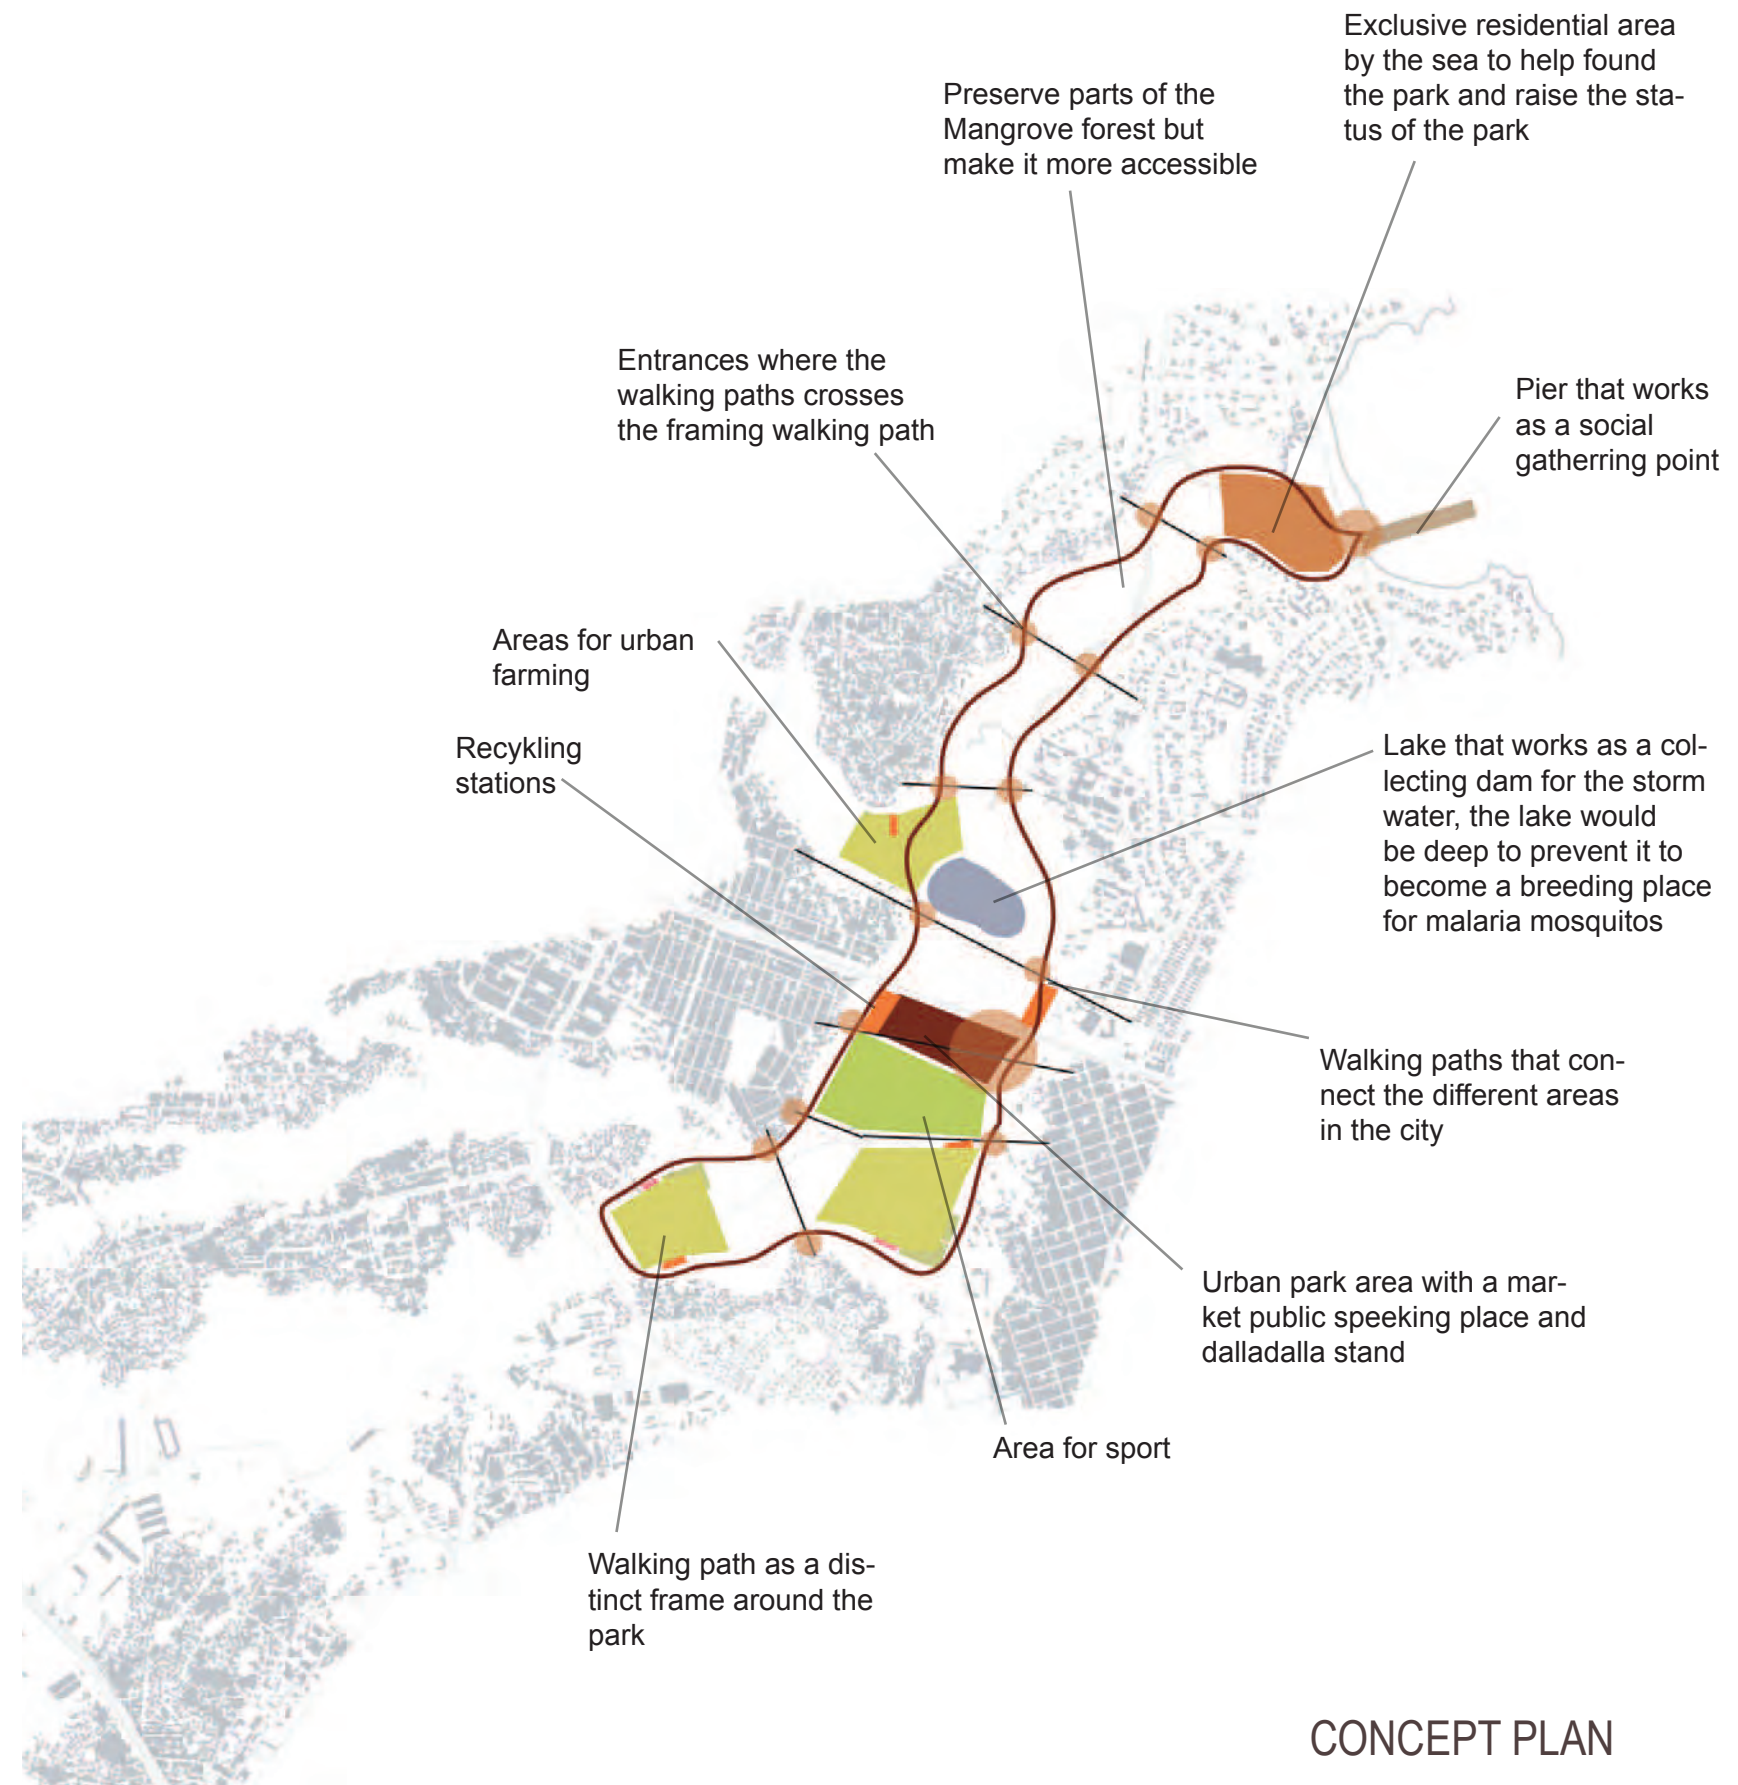 Exclusive residential area
by the sea to help found
the park and raise the sta-
tus of the park
Preserve parts of the
Mangrove forest but
make it more accessible
Entrances where the
walking paths crosses
the framing walking path
Pier that works
as a social
gatherring point
Areas for urban
farming
Recykling
stations
Lake that works as a col-
lecting dam for the storm
water, the lake would
be deep to prevent it to
become a breeding place
for malaria mosquitos
Walking paths that con-
nect the different areas
in the city
Urban park area with a mar-
ket public speeking place and
dalladalla stand
Area for sport
Walking path as a dis-
tinct frame around the
park
CONCEPT PLAN